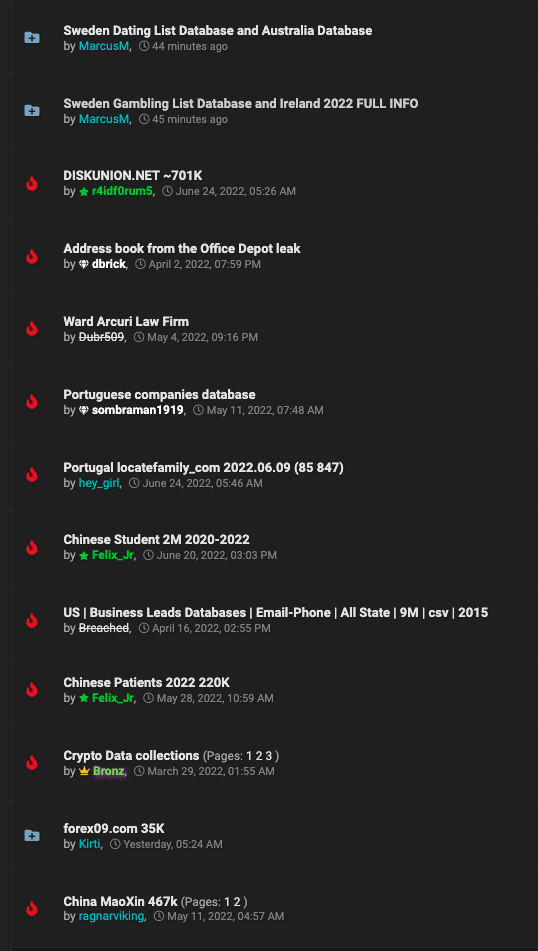 Sweden Dating List Database and Australia Database
by MarcusM, 44 minutes ago
Sweden Gambling List Database and Ireland 2022 FULL INFO
by MarcusM, 45 minutes ago
DISKUNION.NET ~701K
by r4idf0rum5, June 24, 2022, 05:26 AM
Address book from the Office Depot leak
by dbrick, April 2, 2022, 07:59 PM
Ward Arcuri Law Firm
by Dubr509, May 4, 2022, 09:16 PM
Portuguese companies database
by sombraman1919, May 11, 2022, 07:48 AM
Portugal locatefamily_com 2022.06.09 (85 847)
by hey_girl, June 24, 2022, 05:46 AM
Chinese Student 2M 2020-2022
by Felix_Jr, June 20, 2022, 03:03 PM
US | Business Leads Databases | Email-Phone | All State | 9M | csv | 2015
by Breached, April 16, 2022, 02:55 PM
Chinese Patients 2022 220K
by Felix_Jr, May 28, 2022, 10:59 AM
Crypto Data collections (Pages: 1 2 3 )
by Bronz, March 29, 2022, 01:55 AM
forex09.com 35K
by Kirti, Yesterday, 05:24 AM
China MaoXin 467k (Pages: 1 2 )
by ragnarviking, May 11, 2022, 04:57 AM